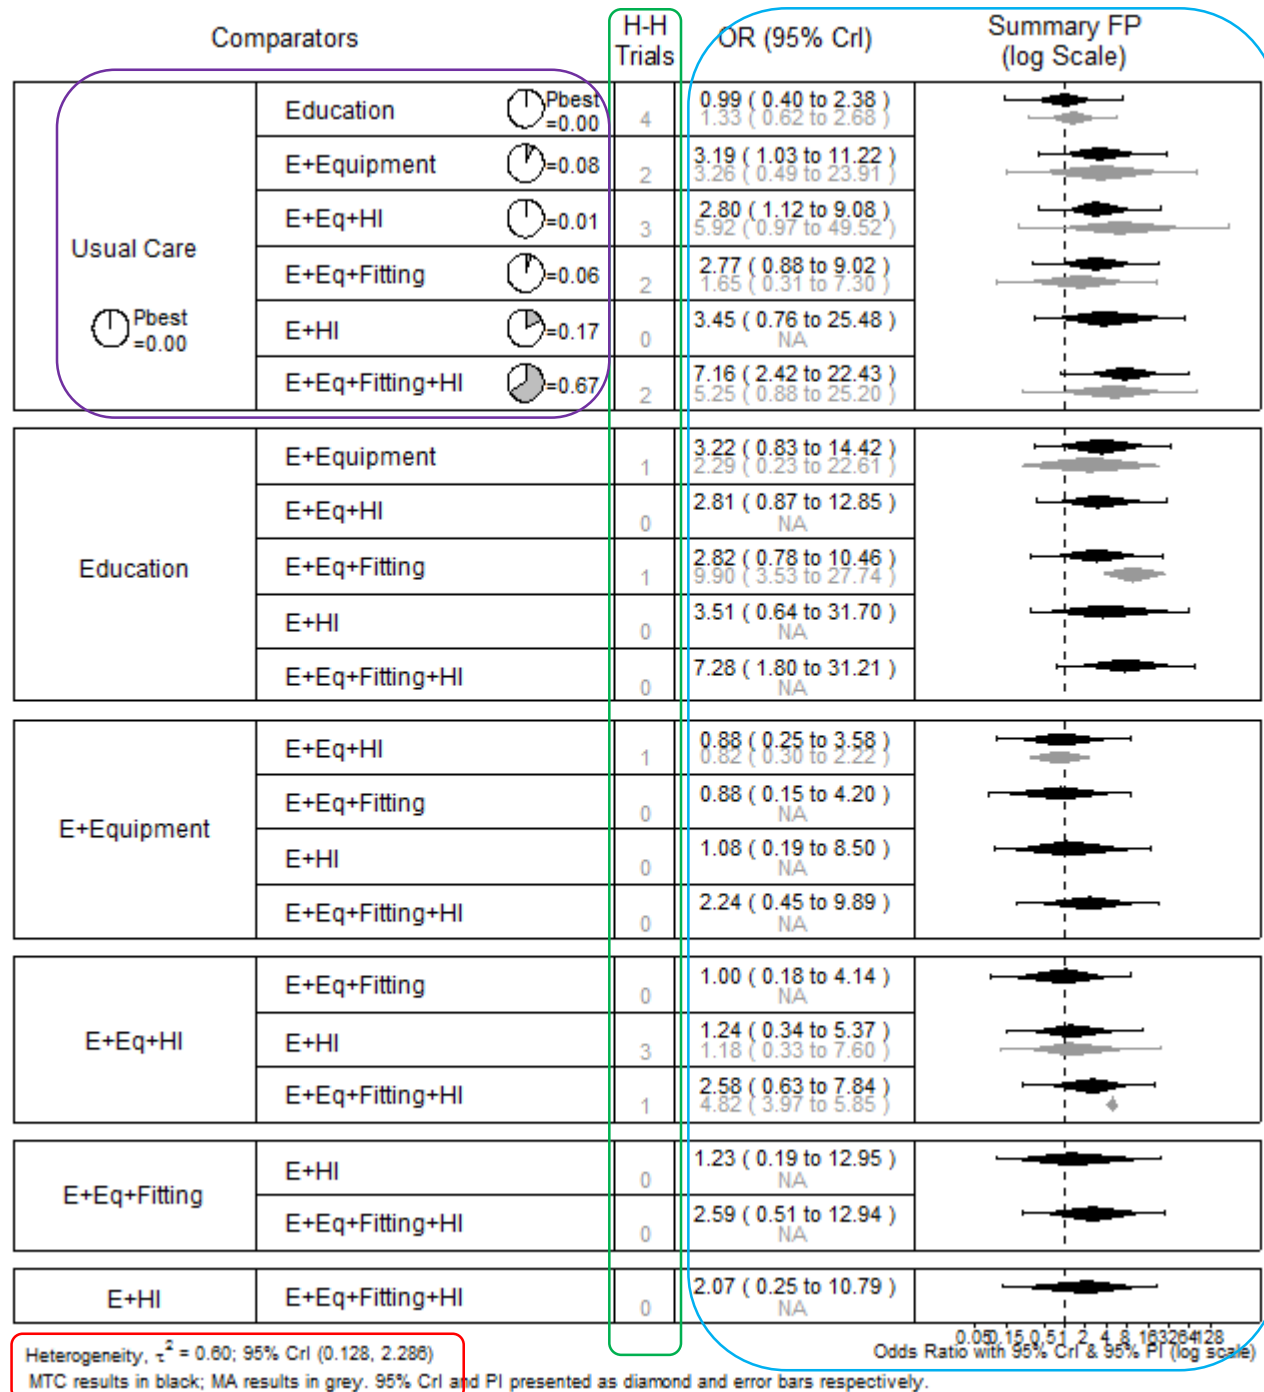 Comparators H-H Trials OR (95% CrI) Summary FP (log Scale)
Usual Care Pbest =0.00
Education Pbest =0.00 4 0.99 ( 0.40 to 2.38 )
1.33 ( 0.62 to 2.68 )
E+Equipment =0.08 2 3.19 ( 1.03 to 11.22 )
3.26 ( 0.49 to 23.91 )
E+Eq+HI =0.01 3 2.80 ( 1.12 to 9.08 )
5.92 ( 0.97 to 49.52 )
E+Eq+Fitting =0.06 2 2.77 ( 0.88 to 9.02 )
1.65 ( 0.31 to 7.30 )
E+HI =0.17 0 3.45 ( 0.76 to 25.48 )
NA
E+Eq+Fitting+HI =0.67 2 7.16 ( 2.42 to 22.43 )
5.25 ( 0.88 to 25.20 )
Education
E+Equipment 1 3.22 ( 0.83 to 14.42 )
2.29 ( 0.23 to 22.61 )
E+Eq+HI 0 2.81 ( 0.87 to 12.85 )
NA
E+Eq+Fitting 1 2.82 ( 0.78 to 10.46 )
9.90 ( 3.53 to 27.74 )
E+HI 0 3.51 ( 0.64 to 31.70 )
NA
E+Eq+Fitting+HI 0 7.28 ( 1.80 to 31.21 )
NA
E+Equipment
E+Eq+HI 1 0.88 ( 0.25 to 3.58 )
0.82 ( 0.30 to 2.22 )
E+Eq+Fitting 0 0.88 ( 0.15 to 4.20 )
NA
E+HI 0 1.08 ( 0.19 to 8.50 )
NA
E+Eq+Fitting+HI 0 2.24 ( 0.45 to 9.89 )
NA
E+Eq+HI
E+Eq+Fitting 0 1.00 ( 0.18 to 4.14 )
NA
E+HI 3 1.24 ( 0.34 to 5.37 )
1.18 ( 0.33 to 7.60 )
E+Eq+Fitting+HI 1 2.58 ( 0.63 to 7.84 )
4.82 ( 3.97 to 5.85 )
E+Eq+Fitting
E+HI 0 1.23 ( 0.19 to 12.95 )
NA
E+Eq+Fitting+HI 0 2.59 ( 0.51 to 12.94 )
NA
E+HI
E+Eq+Fitting+HI 0 2.07 ( 0.25 to 10.79 )
NA
0.05 0.15 0.5 1 2 4 8 16 32 64 128
Odds Ratio with 95% CrI & 95% PI (log scale)
Heterogeneity, τ² = 0.60; 95% CrI (0.128, 2.286)
MTC results in black; MA results in grey. 95% CrI and PI presented as diamond and error bars respectively.